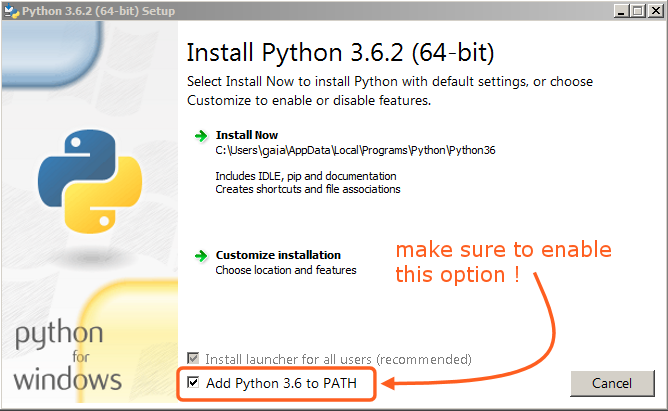 Python 3.6.2 (64-bit) Setup
Install Python 3.6.2 (64-bit)
Select Install Now to install Python with default settings, or choose
Customize to enable or disable features.
Install Now
C:\Users\gaia\AppData\Local\Programs\Python\Python36
Includes IDLE, pip and documentation
Creates shortcuts and file associations
Customize installation
Choose location and features
make sure to enable
this option !
python
for
windows
Install launcher for all users (recommended)
Add Python 3.6 to PATH
Cancel